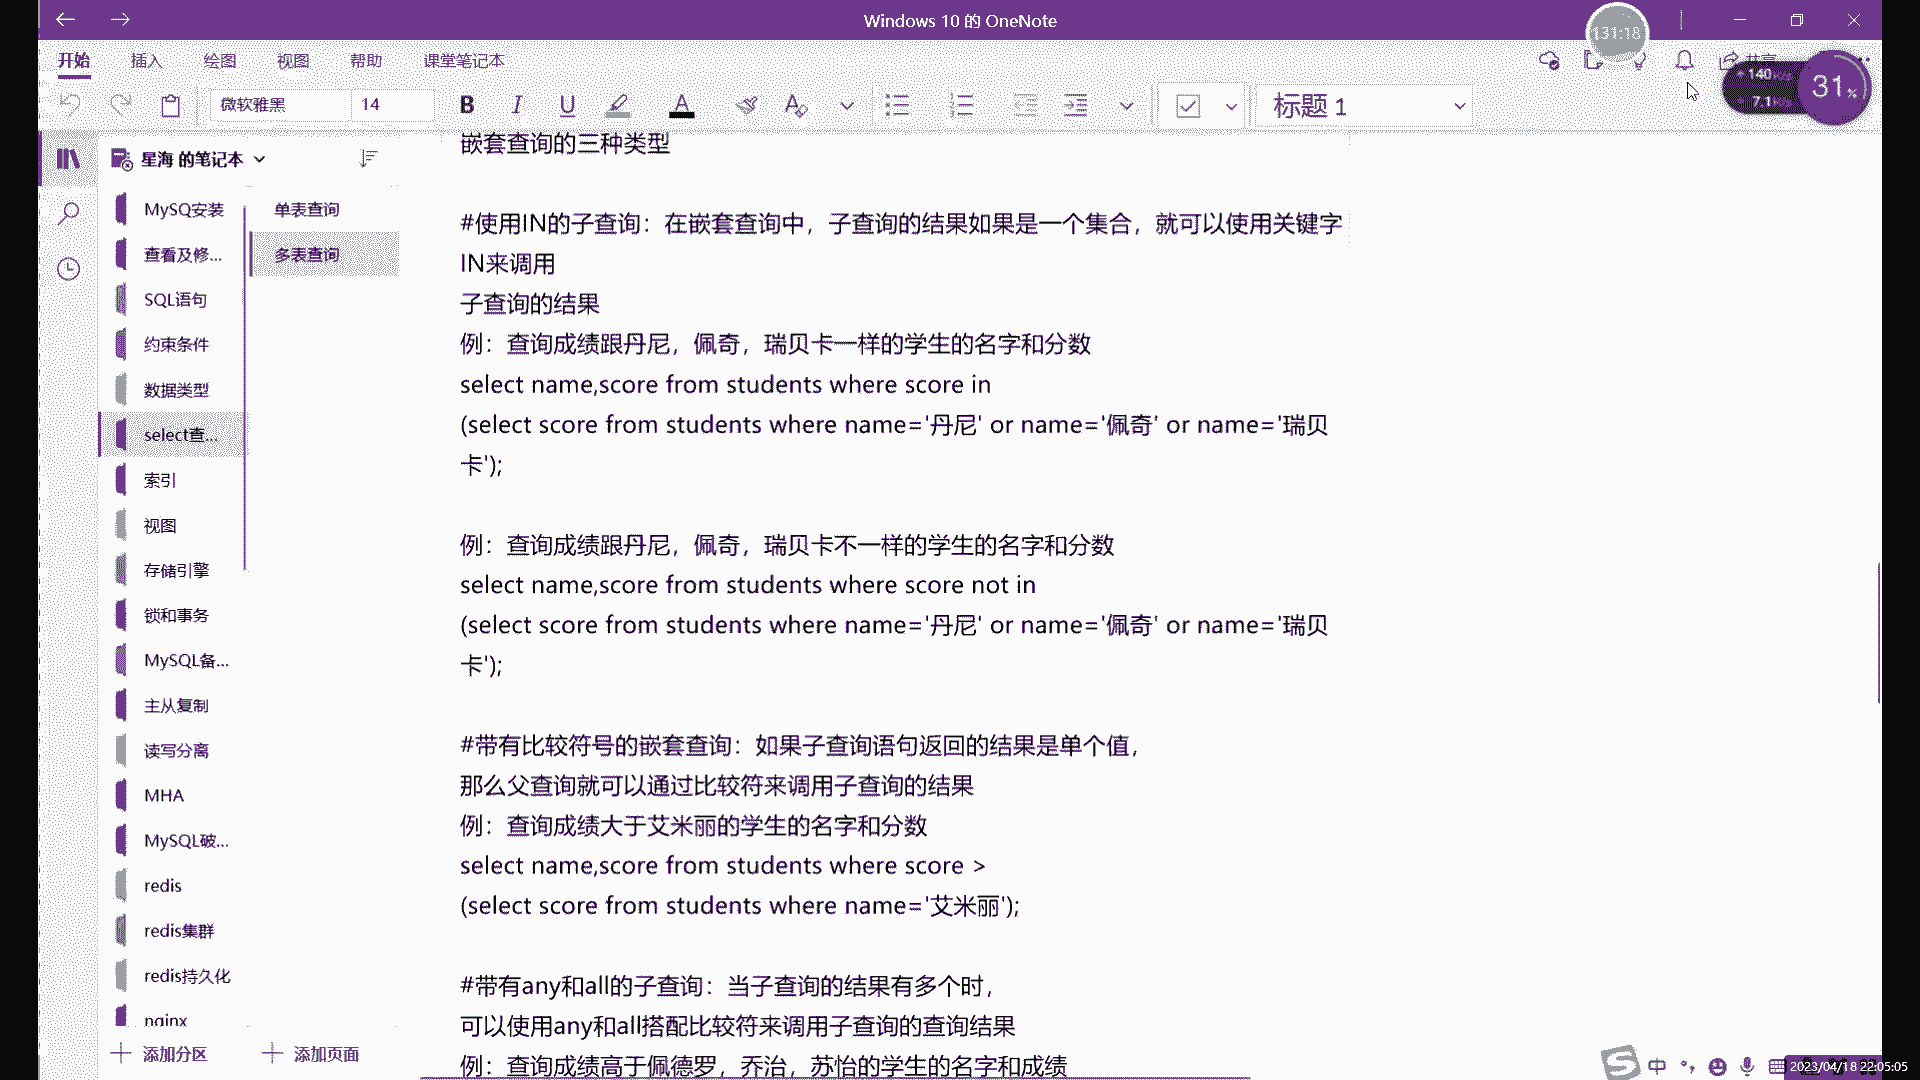 Windows 10 的 OneNote
131:18
开始
插入
绘图
视图
帮助
课堂笔记本
共享
140K/s
7.1K/s
31%
微软雅黑
14
B
I
U
A
标题 1
星海 的笔记本
MySQ安装
查看及修...
SQL语句
约束条件
数据类型
select查...
索引
视图
存储引擎
锁和事务
MySQL备...
主从复制
读写分离
MHA
MySQL破...
redis
redis集群
redis持久化
nginx
添加分区
单表查询
多表查询
添加页面
嵌套查询的三种类型
#使用IN的子查询：在嵌套查询中，子查询的结果如果是一个集合，就可以使用关键字
IN来调用
子查询的结果
例：查询成绩跟丹尼，佩奇，瑞贝卡一样的学生的名字和分数
select name,score from students where score in
(select score from students where name='丹尼' or name='佩奇' or name='瑞贝
卡');
例：查询成绩跟丹尼，佩奇，瑞贝卡不一样的学生的名字和分数
select name,score from students where score not in
(select score from students where name='丹尼' or name='佩奇' or name='瑞贝
卡');
#带有比较符号的嵌套查询：如果子查询语句返回的结果是单个值，
那么父查询就可以通过比较符来调用子查询的结果
例：查询成绩大于艾米丽的学生的名字和分数
select name,score from students where score >
(select score from students where name='艾米丽');
#带有any和all的子查询：当子查询的结果有多个时，
可以使用any和all搭配比较符来调用子查询的查询结果
例：查询成绩高于佩德罗，乔治，苏怡的学生的名字和成绩
中
2023/04/18 22:05:05